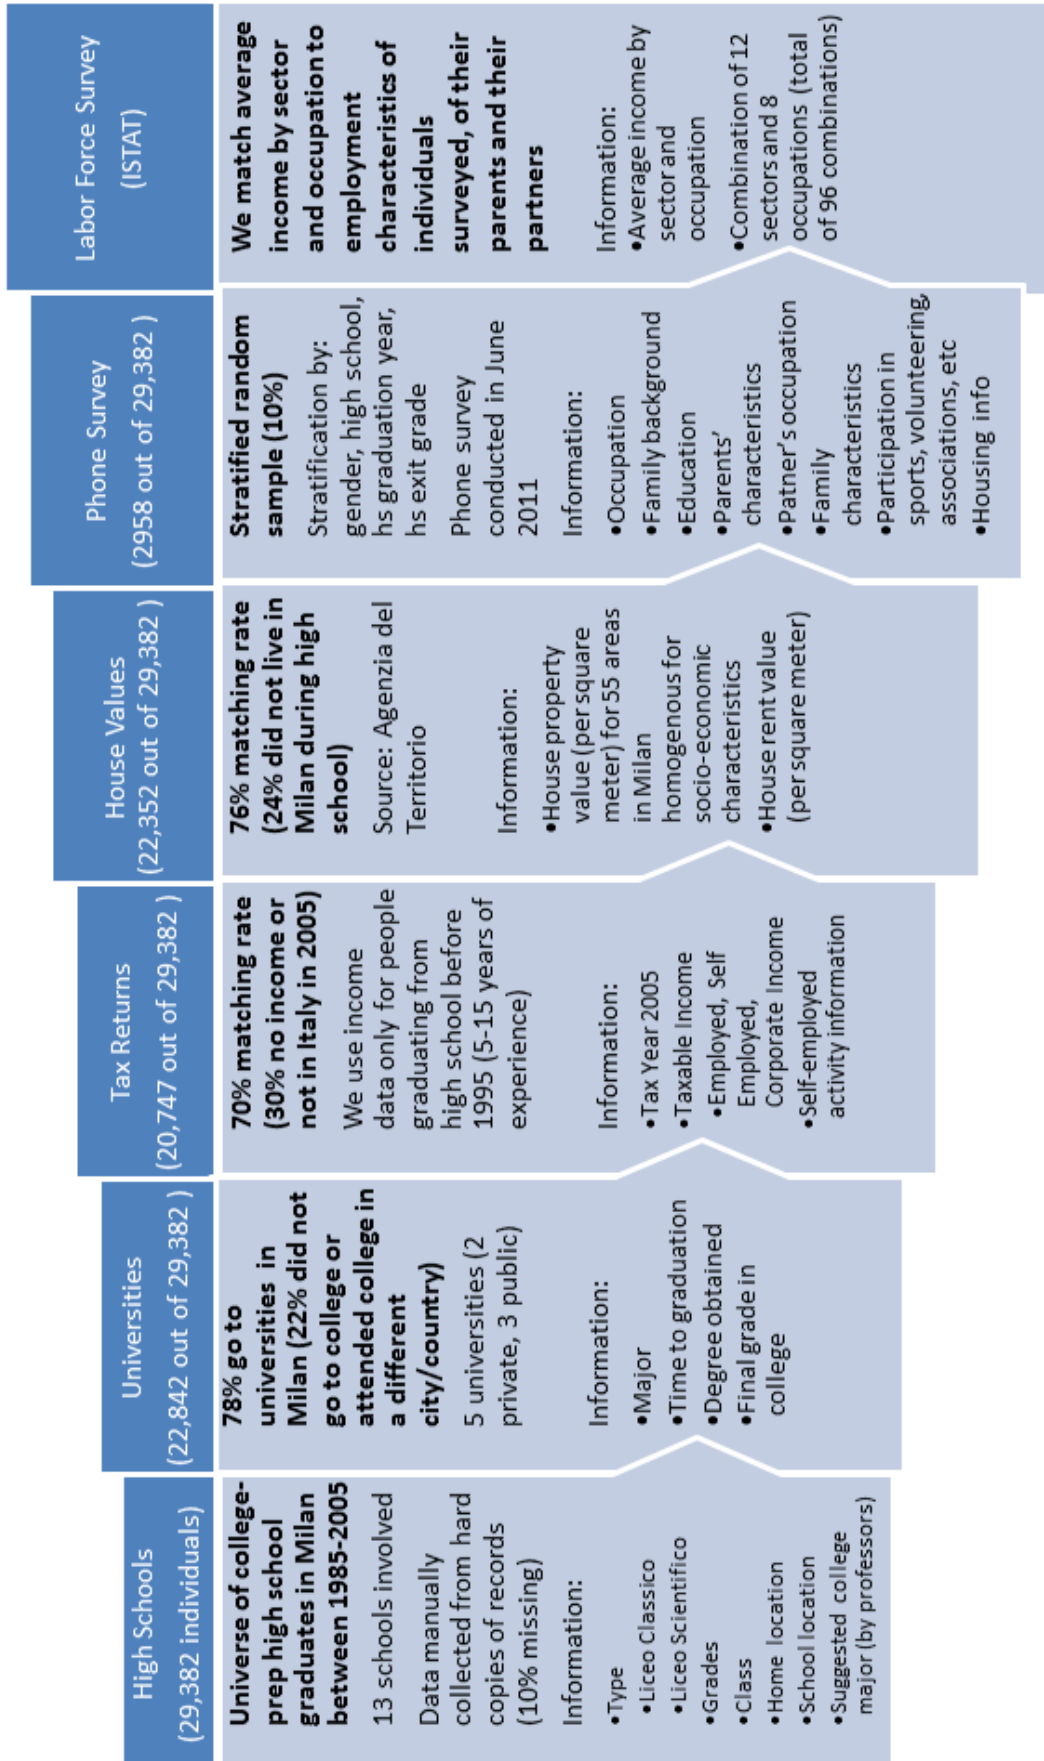 High Schools
(29,382 individuals)
Universe of college-
prep high school
graduates in Milan
between 1985-2005
13 schools involved
Data manually
collected from hard
copies of records
(10% missing)
Information:
•Type
•Liceo Classico
•Liceo Scientifico
•Grades
•Class
•Home location
•School location
•Suggested college
major (by professors)
Universities
(22,842 out of 29,382 )
78% go to
universities in
Milan (22% did not
go to college or
attended college in
a different
city/country)
5 universities (2
private, 3 public)
Information:
•Major
•Time to graduation
•Degree obtained
•Final grade in
college
Tax Returns
(20,747 out of 29,382 )
70% matching rate
(30% no income or
not in Italy in 2005)
We use income
data only for people
graduating from
high school before
1995 (5-15 years of
experience)
Information:
•Tax Year 2005
•Taxable Income
•Employed, Self
Employed,
Corporate Income
•Self-employed
activity information
House Values
(22,352 out of 29,382 )
76% matching rate
(24% did not live in
Milan during high
school)
Source: Agenzia del
Territorio
Information:
•House property
value (per square
meter) for 55 areas
in Milan
homogenous for
socio-economic
characteristics
•House rent value
(per square meter)
Phone Survey
(2958 out of 29,382 )
Stratified random
sample (10%)
Stratification by:
gender, high school,
hs graduation year,
hs exit grade
Phone survey
conducted in June
2011
Information:
•Occupation
•Family background
•Education
•Parents'
characteristics
•Patner's occupation
•Family
characteristics
•Participation in
sports, volunteering,
associations, etc
•Housing info
Labor Force Survey
(ISTAT)
We match average
income by sector
and occupation to
employment
characteristics of
individuals
surveyed, of their
parents and their
partners
Information:
•Average income by
sector and
occupation
•Combination of 12
sectors and 8
occupations (total
of 96 combinations)